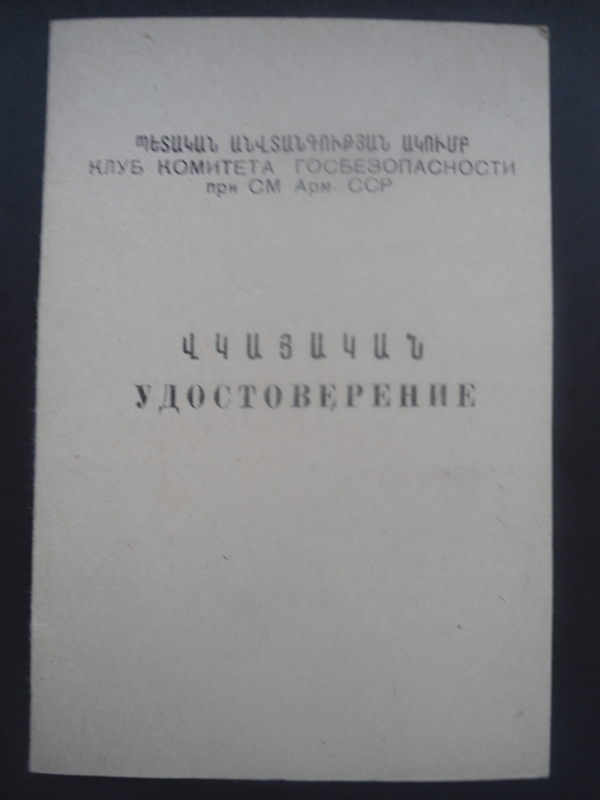 ՊԵՏԱԿԱՆ ԱՆՎՏԱՆԳՈՒԹՅԱՆ ԱԿՈՒՄԲ
КЛУБ КОМИТЕТА ГОСБЕЗОПАСНОСТИ
при СМ Арм. ССР
ՎԿԱՅԱԿԱՆ
УДОСТОВЕРЕНИЕ